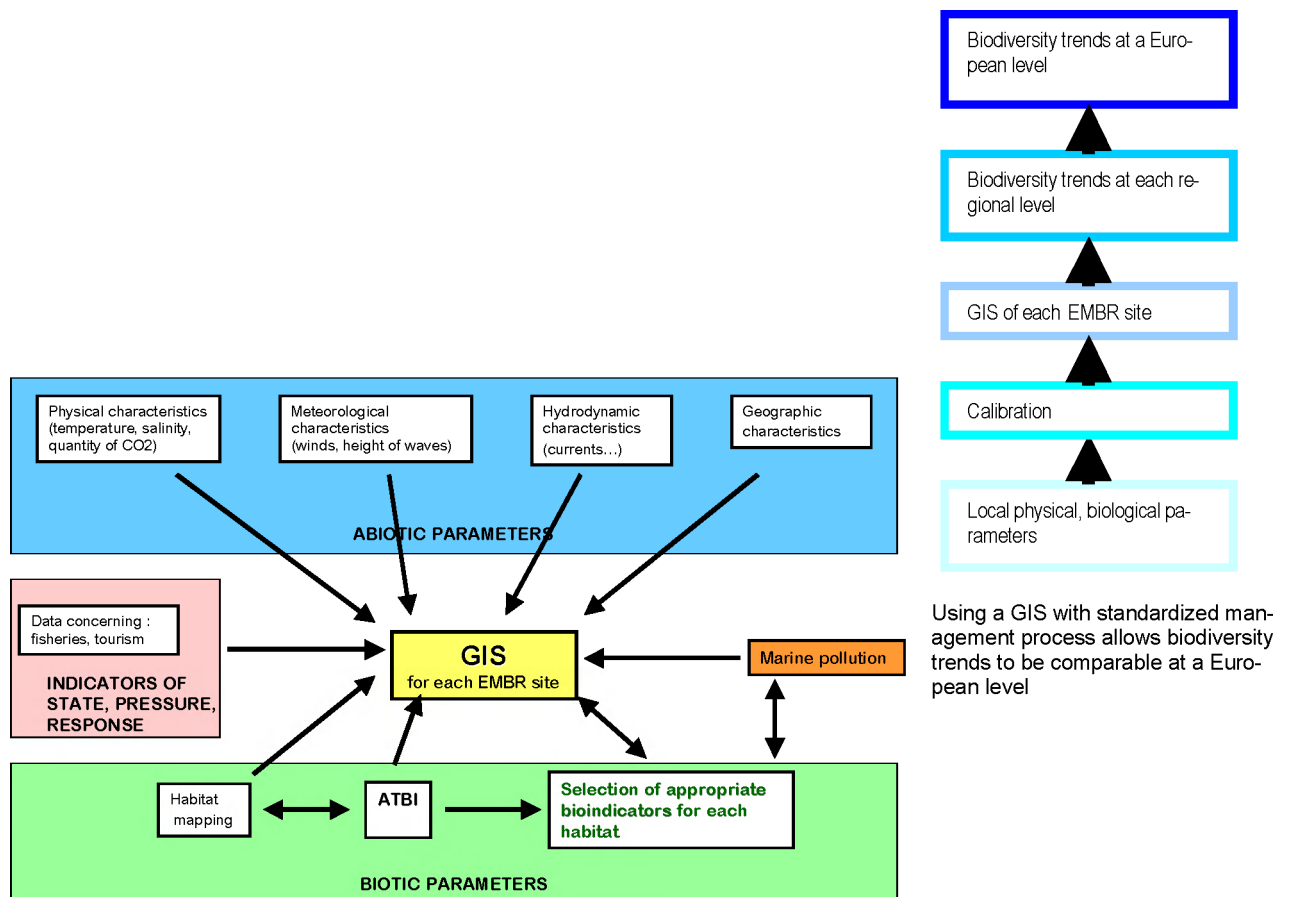 Biodiversity trends at a Euro-
pean level
Biodiversity trends at each re-
gional level
GIS of each EMBR site
Calibration
Local physical, biological pa-
rameters
Using a GIS with standardized man-
agement process allows biodiversity
trends to be comparable at a Euro-
pean level
Physical characteristics
(temperature, salinity,
quantity of CO2)
Meteorological
characteristics
(winds, height of waves)
Hydrodynamic
characteristics
(currents…)
Geographic
characteristics
ABIOTIC PARAMETERS
Data concerning :
fisheries, tourism
INDICATORS OF
STATE, PRESSURE,
RESPONSE
GIS
for each EMBR site
Marine pollution
Habitat
mapping
ATBI
Selection of appropriate
bioindicators for each
habitat
BIOTIC PARAMETERS